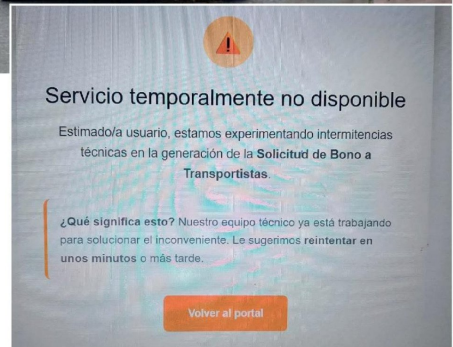 Servicio temporalmente no disponible
Estimado/a usuario, estamos experimentando intermitencias
técnicas en la generación de la Solicitud de Bono a
Transportistas.
¿Qué significa esto? Nuestro equipo técnico ya está trabajando
para solucionar el inconveniente. Le sugerimos reintentar en
unos minutos o más tarde.
Volver al portal